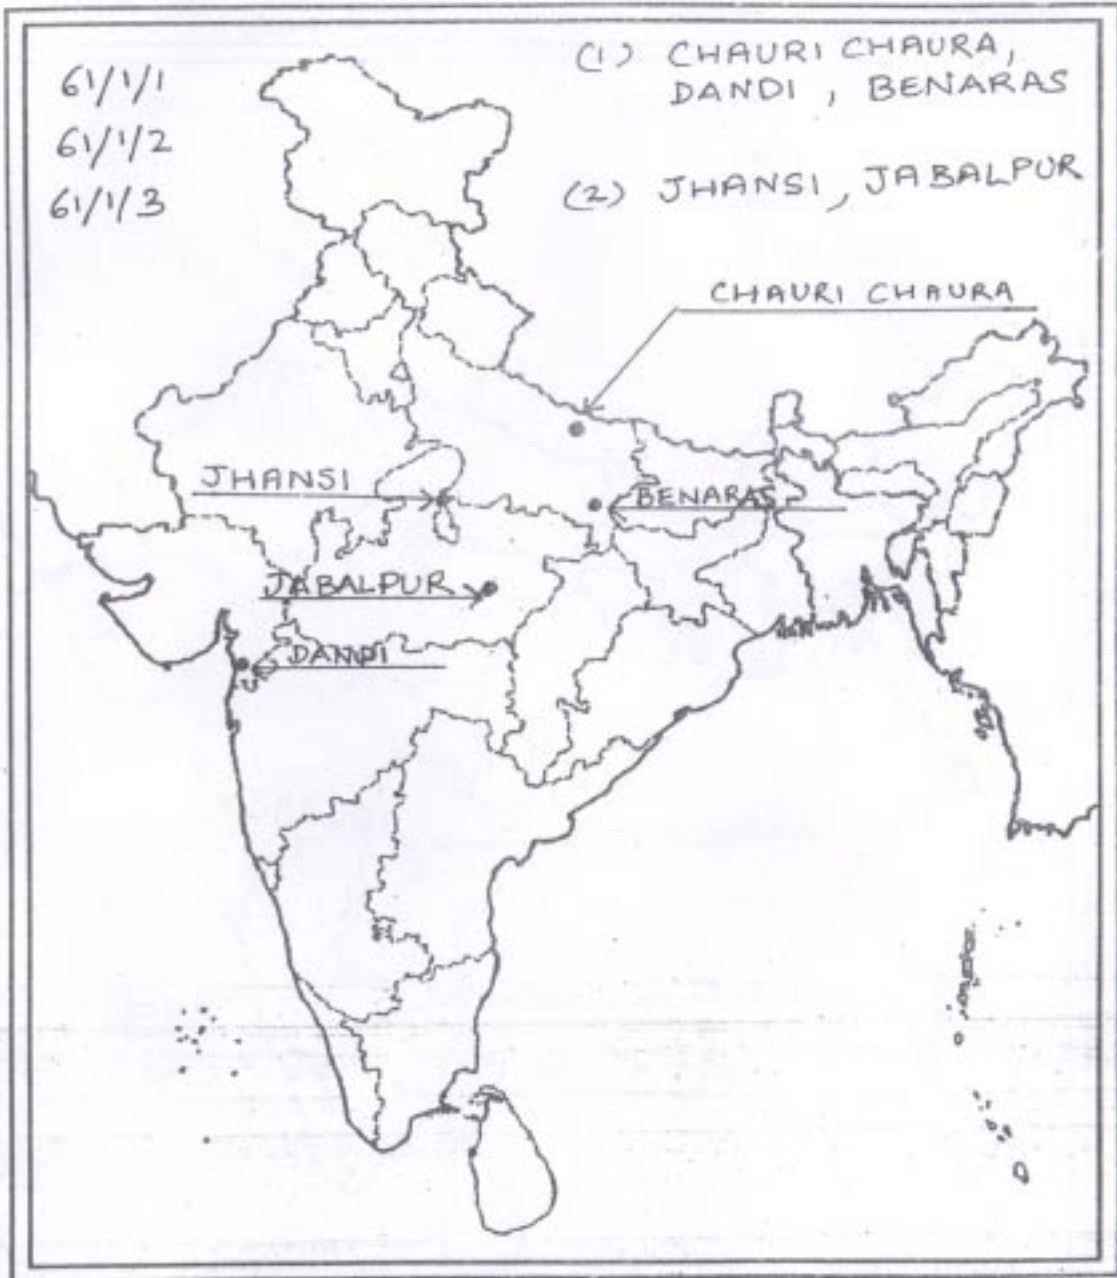 61/1/1
61/1/2
61/1/3
(1) CHAURI CHAURA,
DANDI, BENARAS
(2) JHANSI, JABALPUR
CHAURI CHAURA
JHANSI
BENARAS
JABALPUR
DANDI